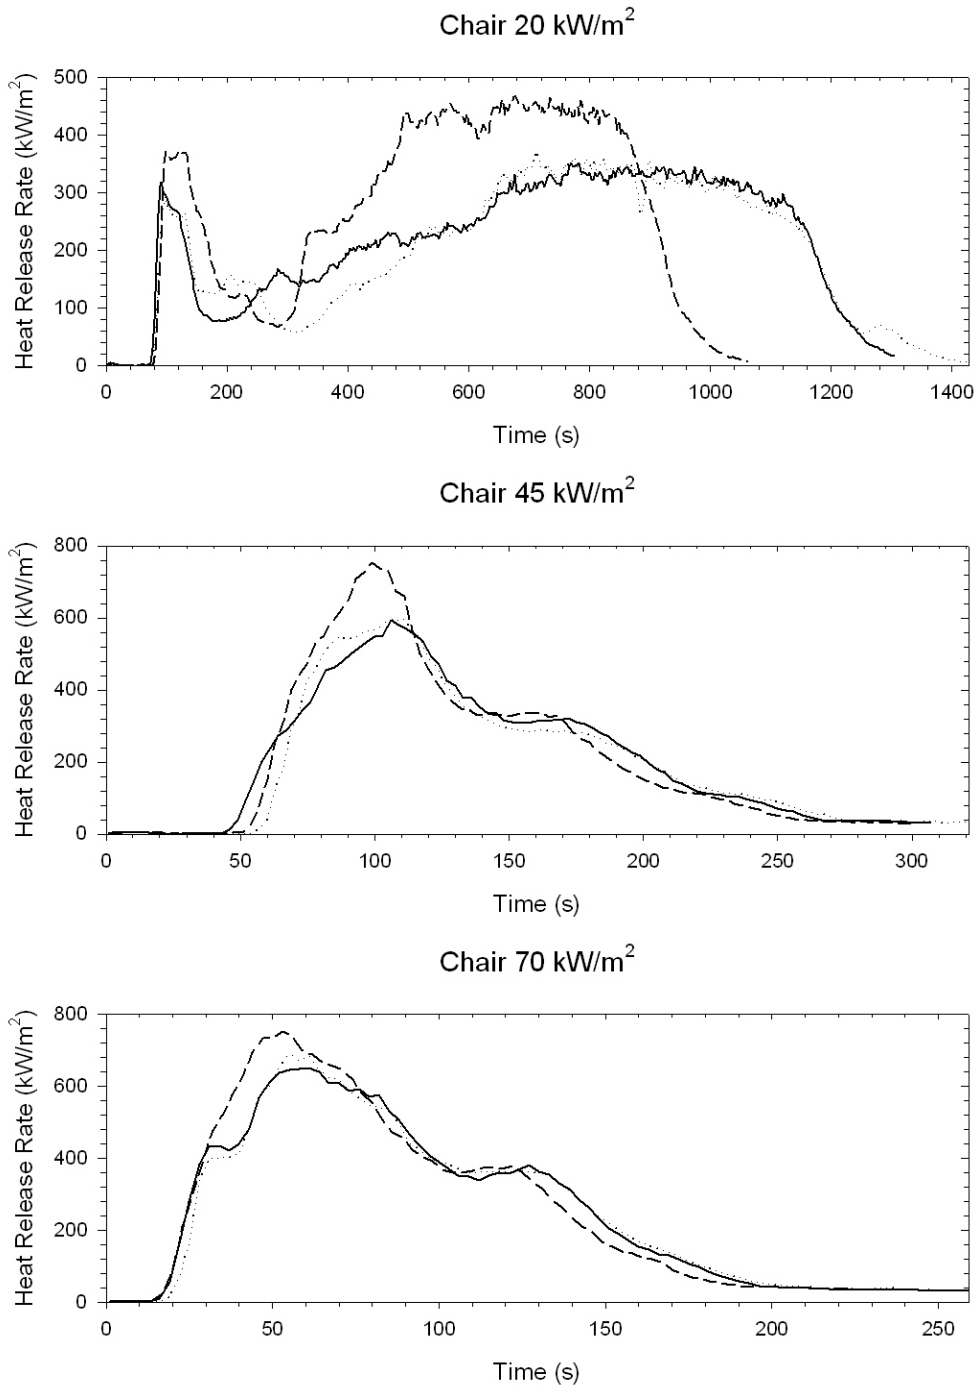 Chair 20 kW/m²
Heat Release Rate (kW/m²)
500
400
300
200
100
0
0 200 400 600 800 1000 1200 1400
Time (s)
Chair 45 kW/m²
Heat Release Rate (kW/m²)
800
600
400
200
0
0 50 100 150 200 250 300
Time (s)
Chair 70 kW/m²
Heat Release Rate (kW/m²)
800
600
400
200
0
0 50 100 150 200 250
Time (s)